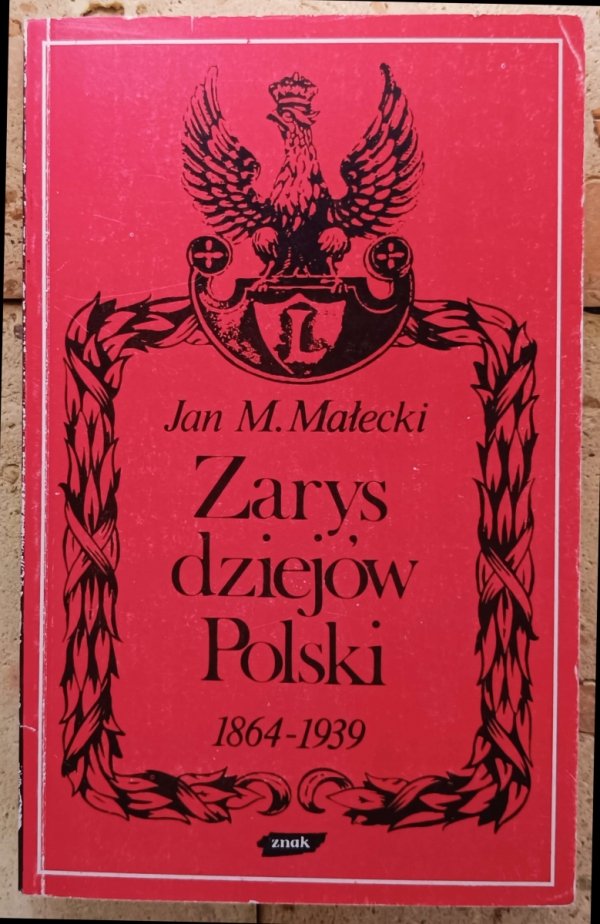 L
Jan M. Małecki
Zarys
dziejów
Polski
1864-1939
znak